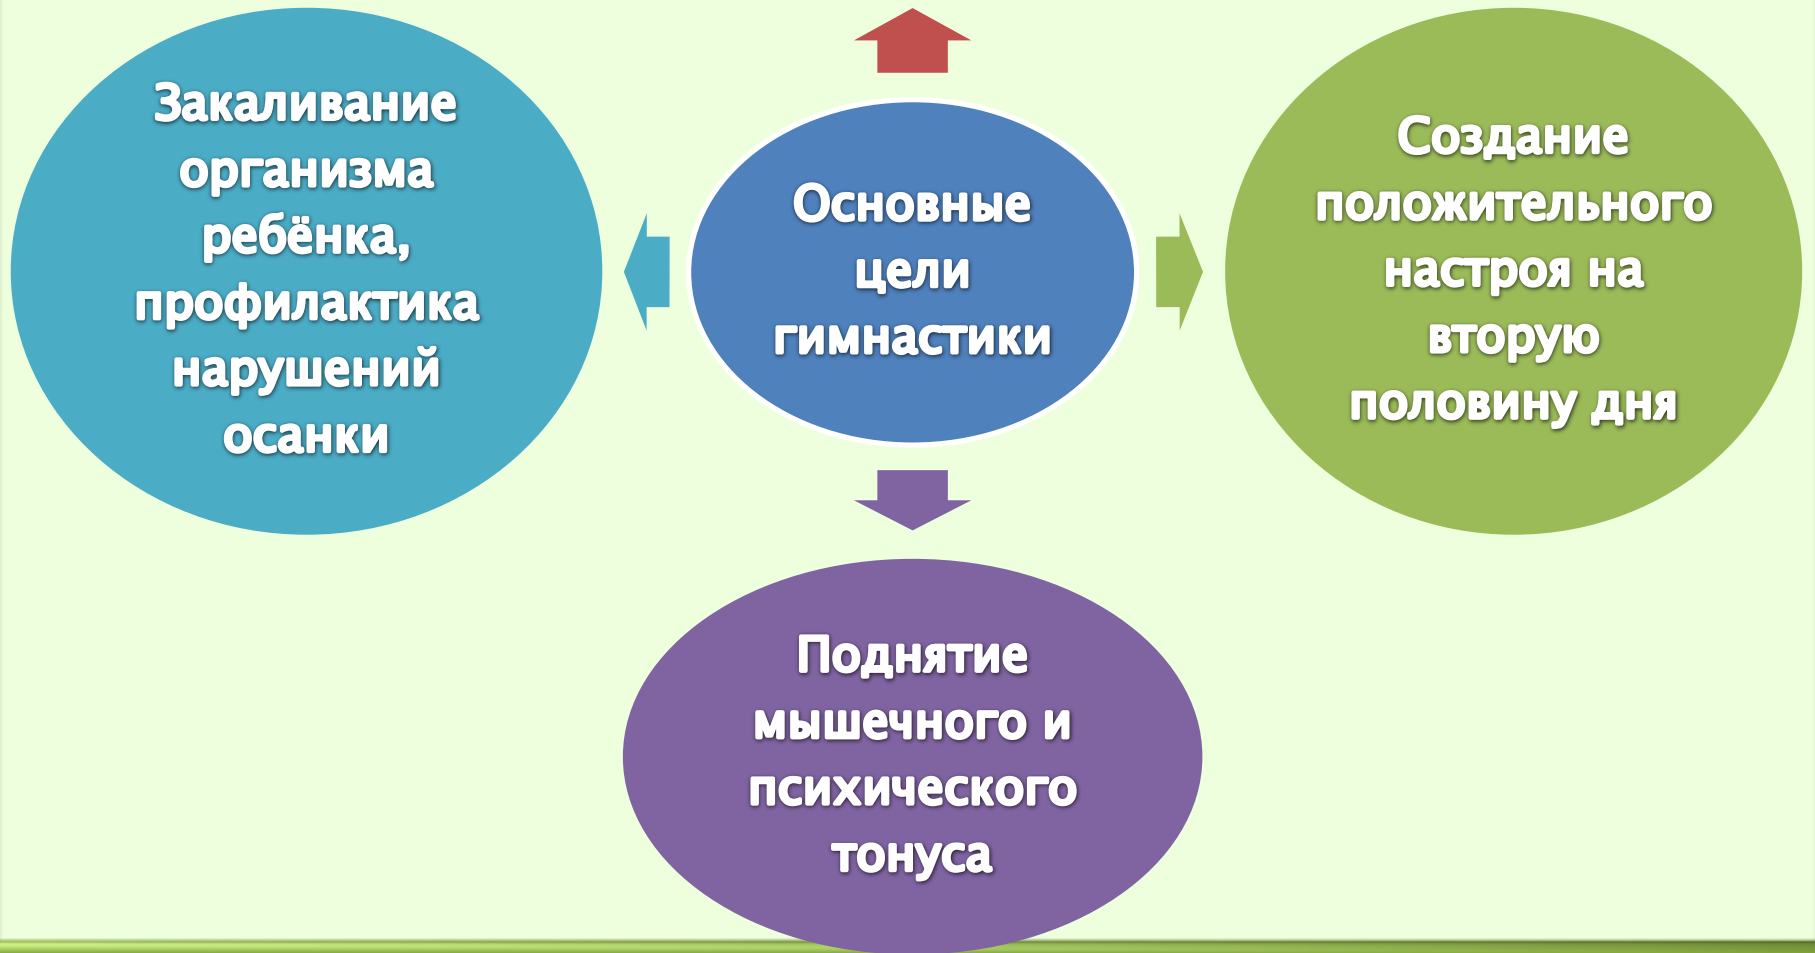 Закаливание
организма
ребёнка,
профилактика
нарушений
осанки
Основные
цели
гимнастики
Создание
положительного
настроя на
вторую
половину дня
Поднятие
мышечного и
психического
тонуса